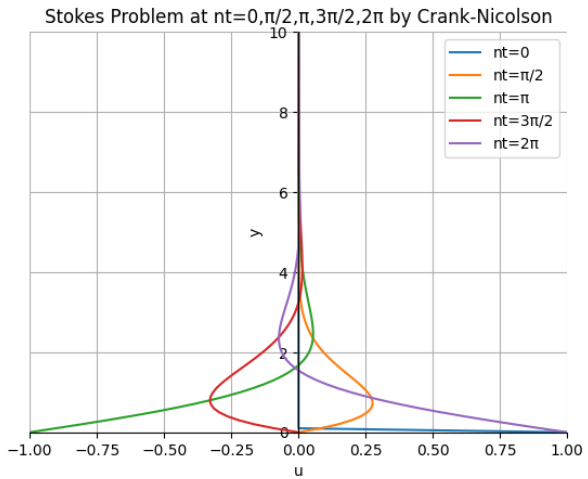 Stokes Problem at nt=0,π/2,π,3π/2,2π by Crank-Nicolson
10
8
6
4
2
0
y
nt=0
nt=π/2
nt=π
nt=3π/2
nt=2π
−1.00 −0.75 −0.50 −0.25 0.00 0.25 0.50 0.75 1.00
u